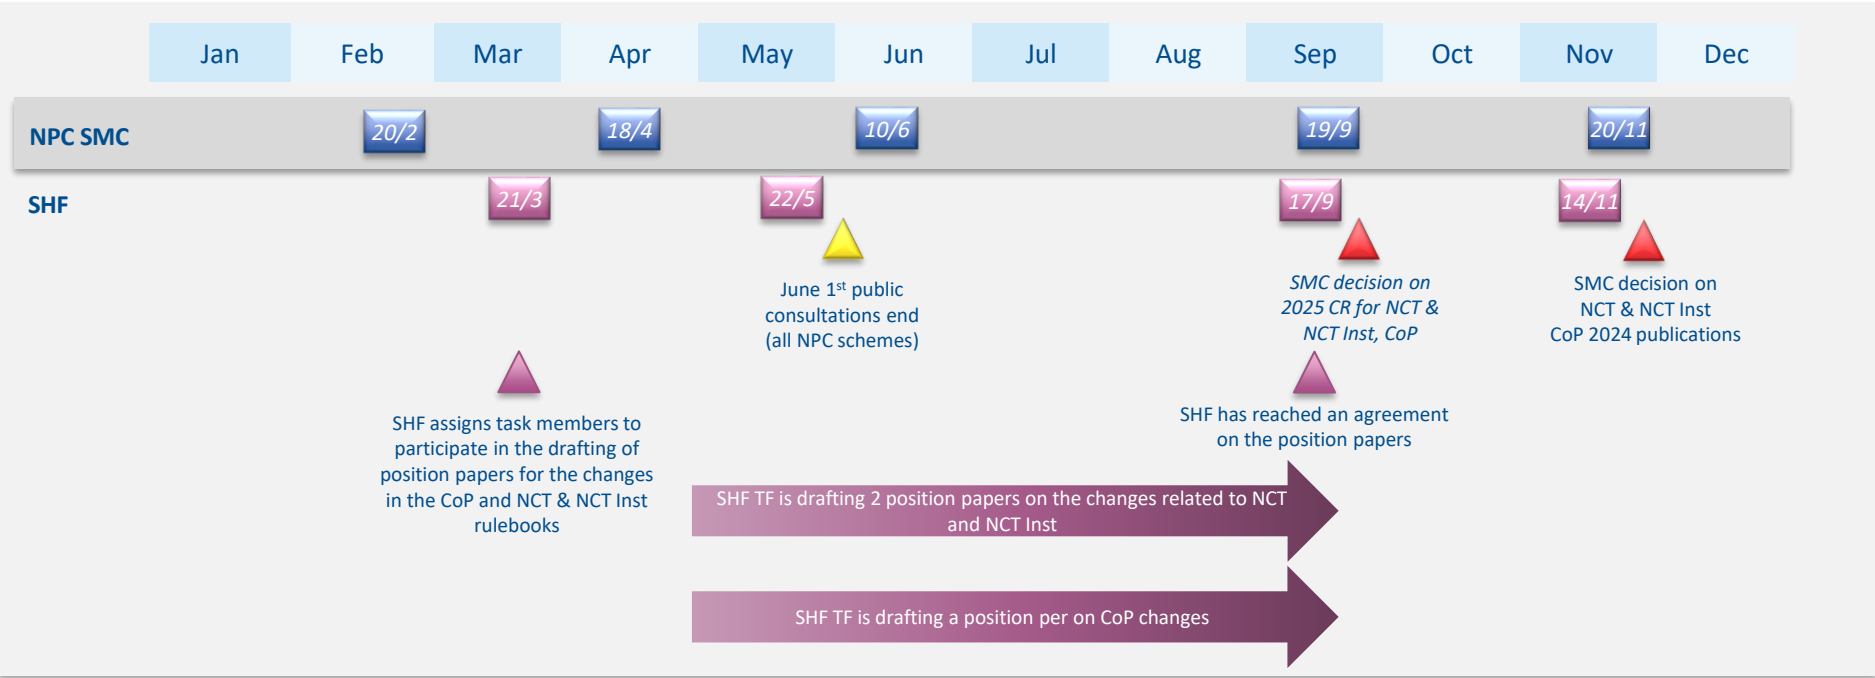 Jan Feb Mar Apr May Jun Jul Aug Sep Oct Nov Dec
NPC SMC 20/2 18/4 10/6 19/9 20/11
SHF 21/3 22/5 17/9 14/11
June 1st public
consultations end
(all NPC schemes)
SMC decision on
2025 CR for NCT &
NCT Inst, CoP
SMC decision on
NCT & NCT Inst
CoP 2024 publications
SHF assigns task members to
participate in the drafting of
position papers for the changes
in the CoP and NCT & NCT Inst
rulebooks
SHF has reached an agreement
on the position papers
SHF TF is drafting 2 position papers on the changes related to NCT
and NCT Inst
SHF TF is drafting a position per on CoP changes